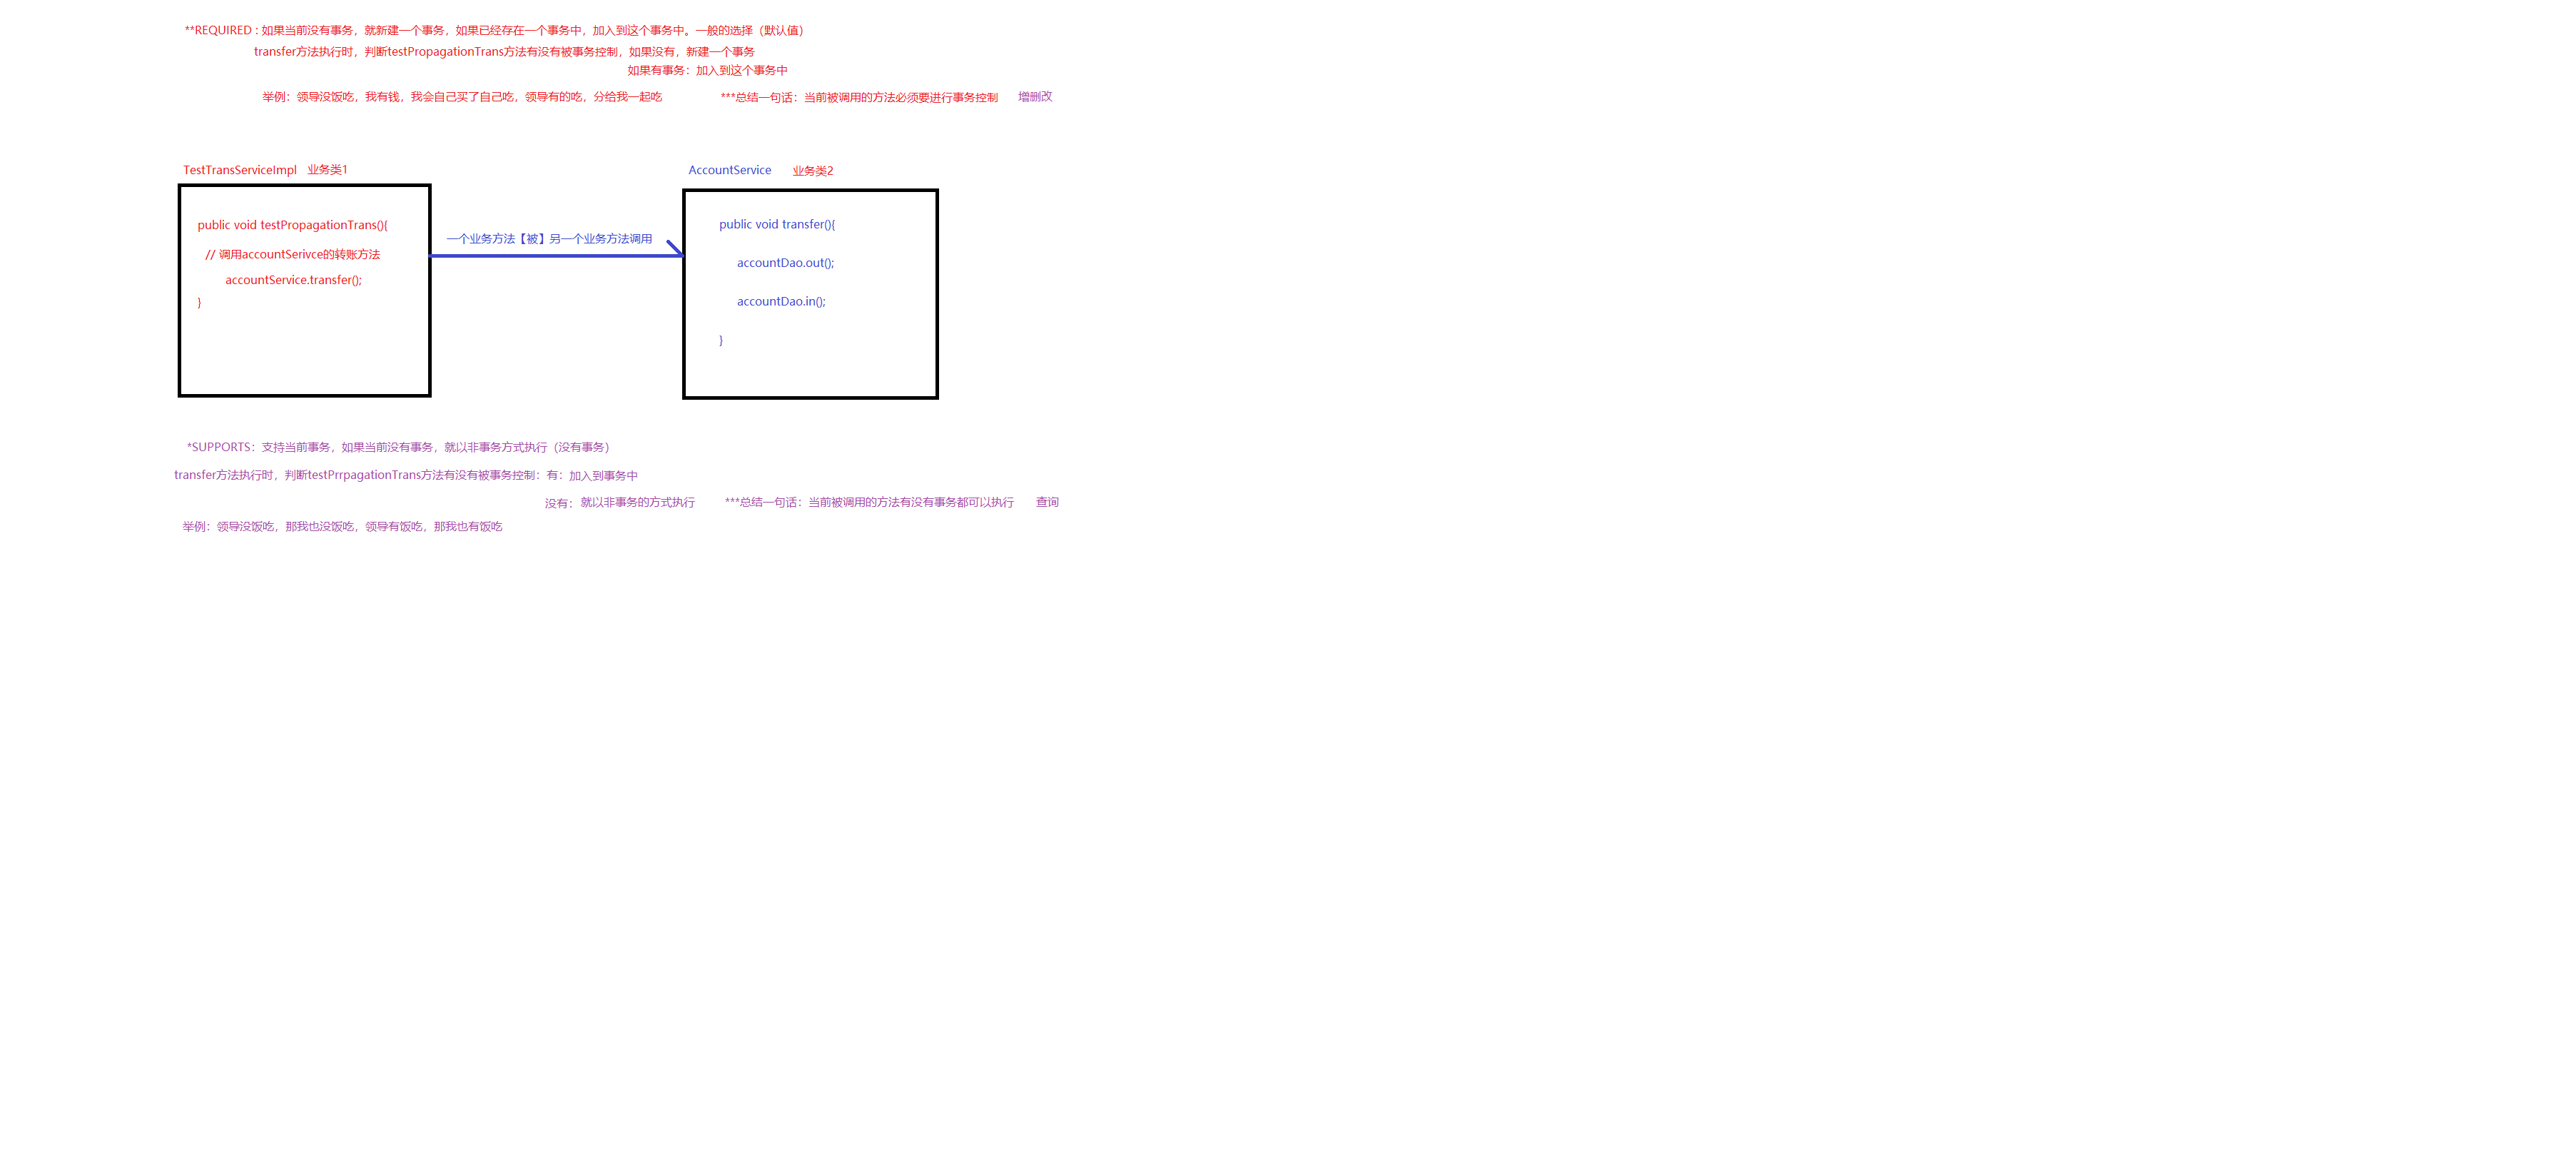 **REQUIRED : 如果当前没有事务，就新建一个事务，如果已经存在一个事务中，加入到这个事务中。一般的选择（默认值）
transfer方法执行时，判断testPropagationTrans方法有没有被事务控制，如果没有，新建一个事务
如果有事务：加入到这个事务中
举例：领导没饭吃，我有钱，我会自己买了自己吃，领导有的吃，分给我一起吃 ***总结一句话：当前被调用的方法必须要进行事务控制 增删改
TestTransServiceImpl 业务类1
public void testPropagationTrans(){
// 调用accountSerivce的转账方法
accountService.transfer();
}
一个业务方法【被】另一个业务方法调用
AccountService 业务类2
public void transfer(){
accountDao.out();
accountDao.in();
}
*SUPPORTS：支持当前事务，如果当前没有事务，就以非事务方式执行（没有事务）
transfer方法执行时，判断testPrrpagationTrans方法有没有被事务控制：有：加入到事务中
没有：就以非事务的方式执行 ***总结一句话：当前被调用的方法有没有事务都可以执行 查询
举例：领导没饭吃，那我也没饭吃，领导有饭吃，那我也有饭吃